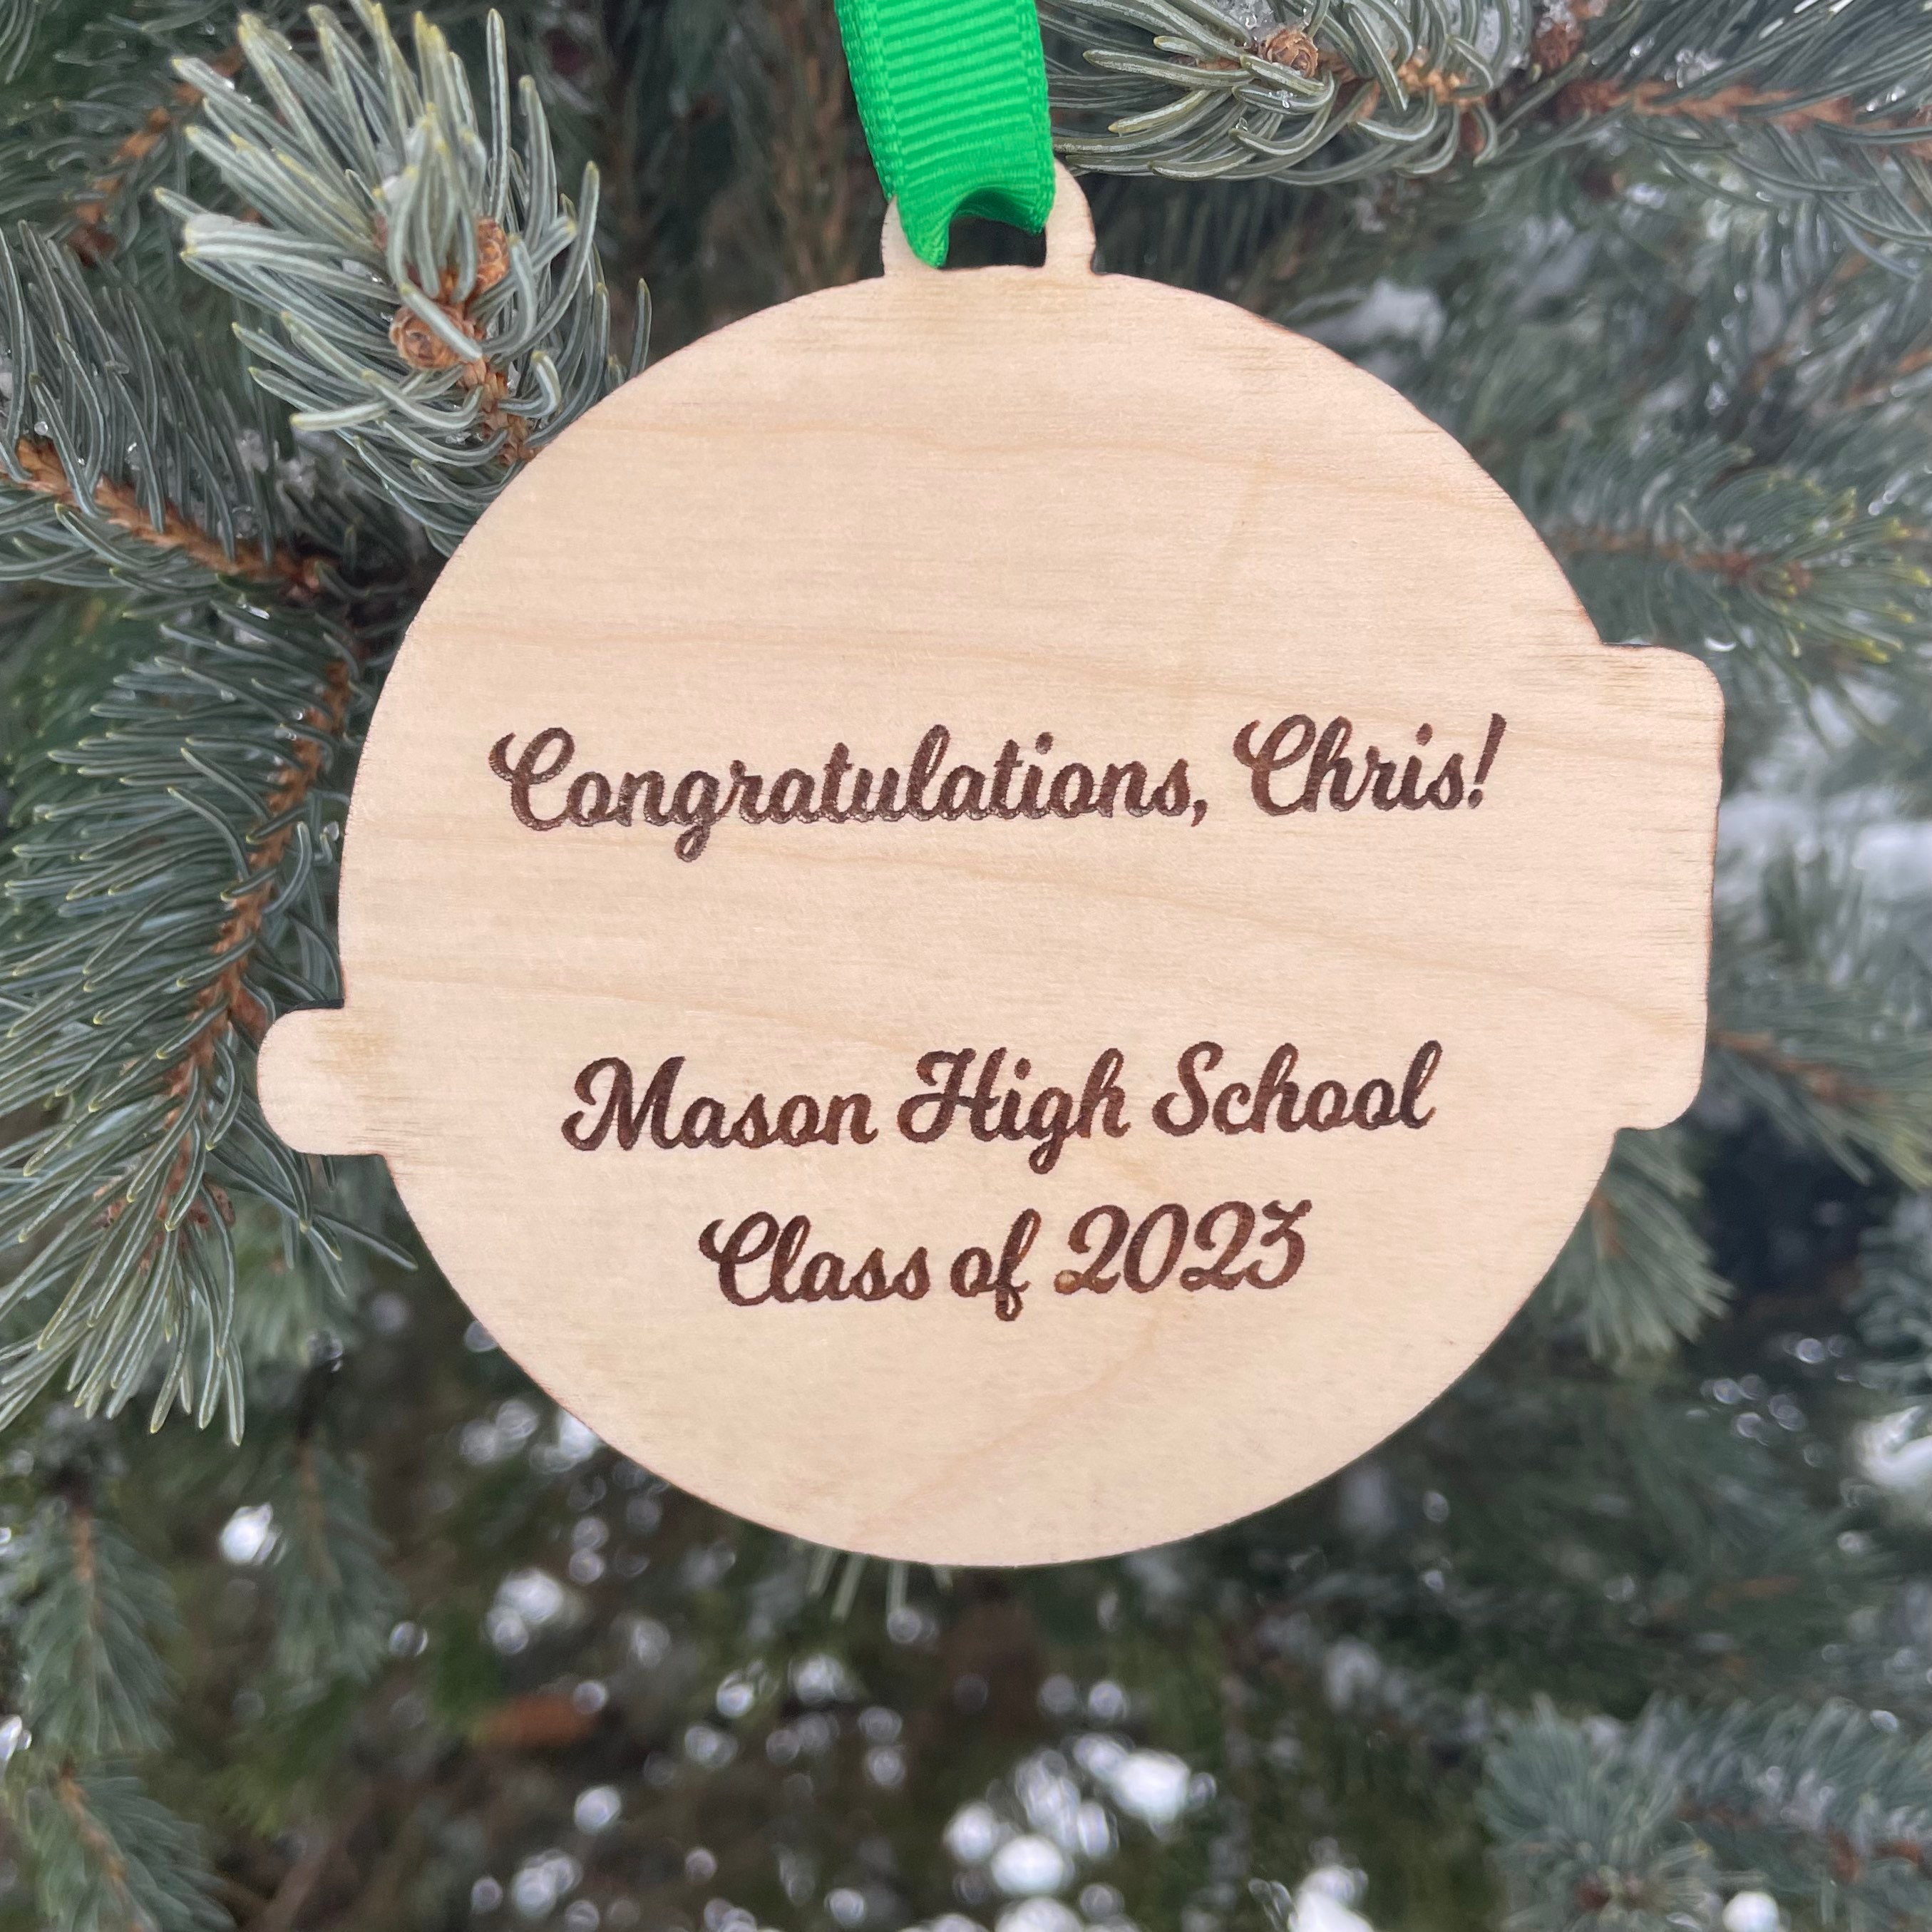 Congratulations, Chris!
Mason High School
Class of 2023